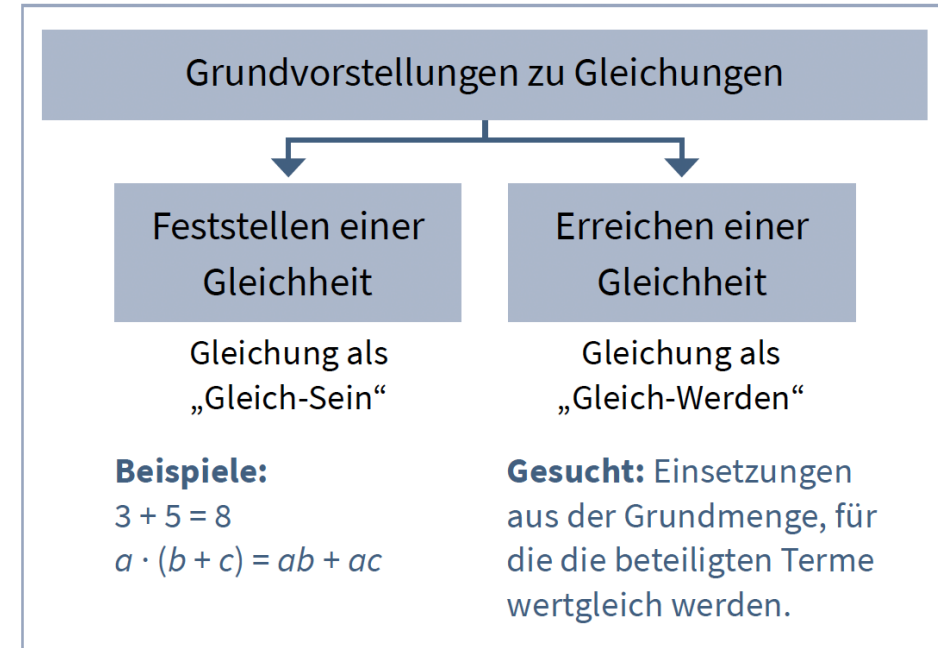 Grundvorstellungen zu Gleichungen
Feststellen einer
Gleichheit
Gleichung als
„Gleich-Sein“
Beispiele:
3 + 5 = 8
a · (b + c) = ab + ac
Erreichen einer
Gleichheit
Gleichung als
„Gleich-Werden“
Gesucht: Einsetzungen
aus der Grundmenge, für
die die beteiligten Terme
wertgleich werden.